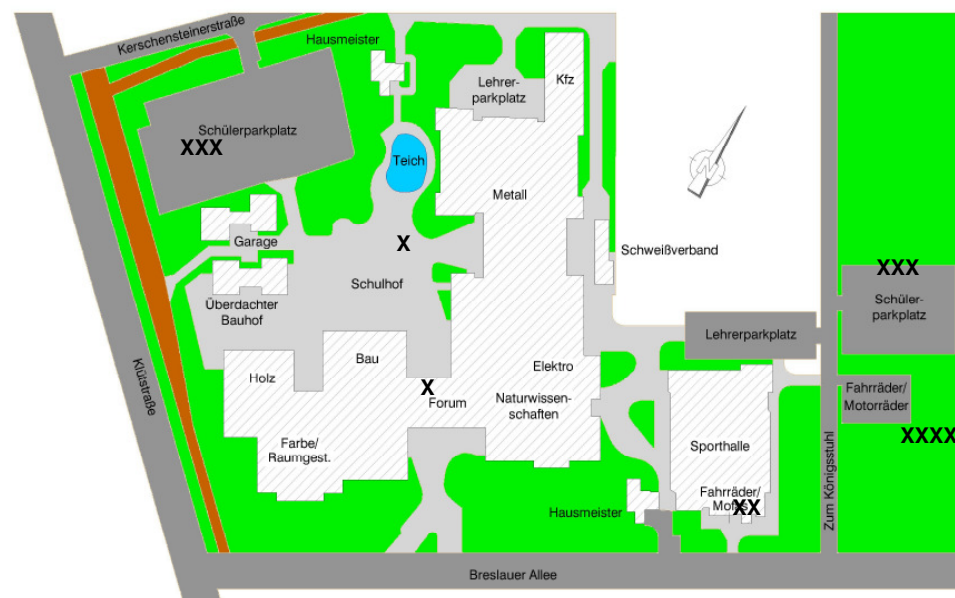 Kerschensteinerstraße
Hausmeister
Lehrer-
parkplatz
Kfz
Schülerparkplatz
XXX
Teich
Metall
N
Garage
X
Schweißverband
Schulhof
XXX
Überdachter
Bauhof
Schüler-
parkplatz
Lehrerparkplatz
Klütstraße
Bau
Holz
Elektro
X
Forum
Naturwissen-
schaften
Fahrräder/
Motorräder
XXXX
Farbe/
Raumgest.
Sporthalle
Zum Königsstuhl
Fahrräder/
XX
Hausmeister
Breslauer Allee